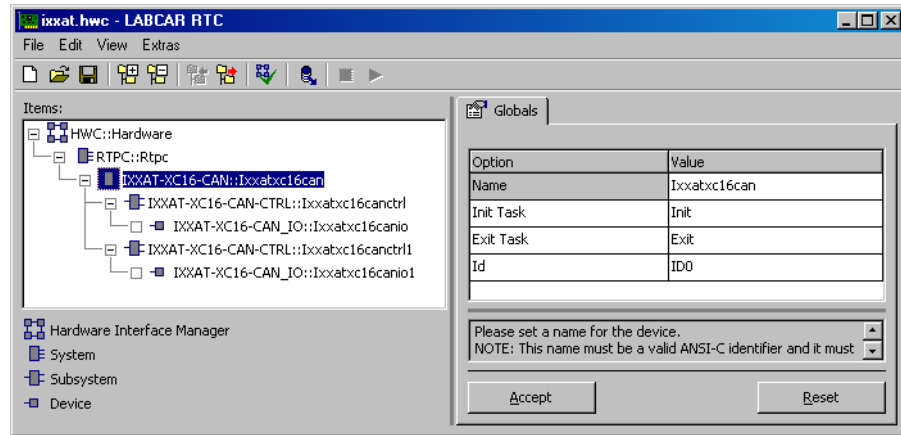 ixxat.hwc - LABCAR RTC
File Edit View Extras
Items:
HWC::Hardware
RTPC::Rtpc
IXXAT-XC16-CAN::Ixxatxc16can
IXXAT-XC16-CAN-CTRL::Ixxatxc16canctrl
IXXAT-XC16-CAN_IO::Ixxatxc16canio
IXXAT-XC16-CAN-CTRL::Ixxatxc16canctrl1
IXXAT-XC16-CAN_IO::Ixxatxc16canio1
Hardware Interface Manager
System
Subsystem
Device
Globals
Option Value
Name Ixxatxc16can
Init Task Init
Exit Task Exit
Id ID0
Please set a name for the device.
NOTE: This name must be a valid ANSI-C identifier and it must
Accept Reset